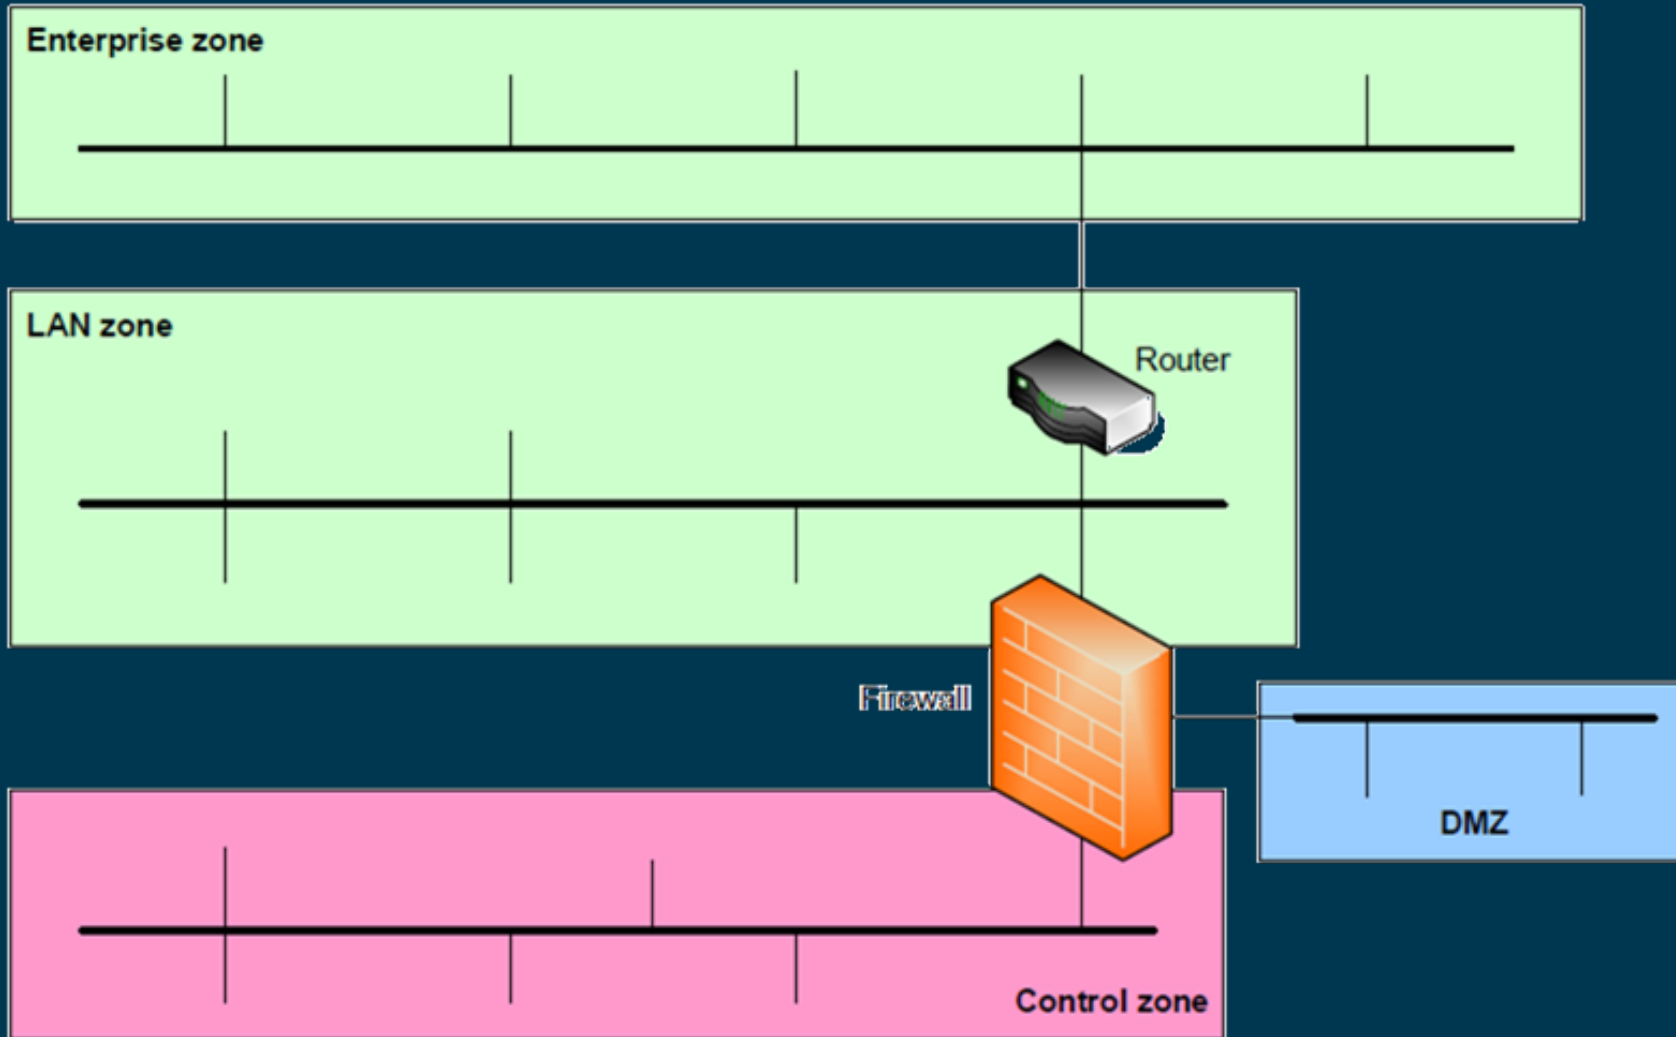 Enterprise zone
LAN zone
Router
Firewall
DMZ
Control zone